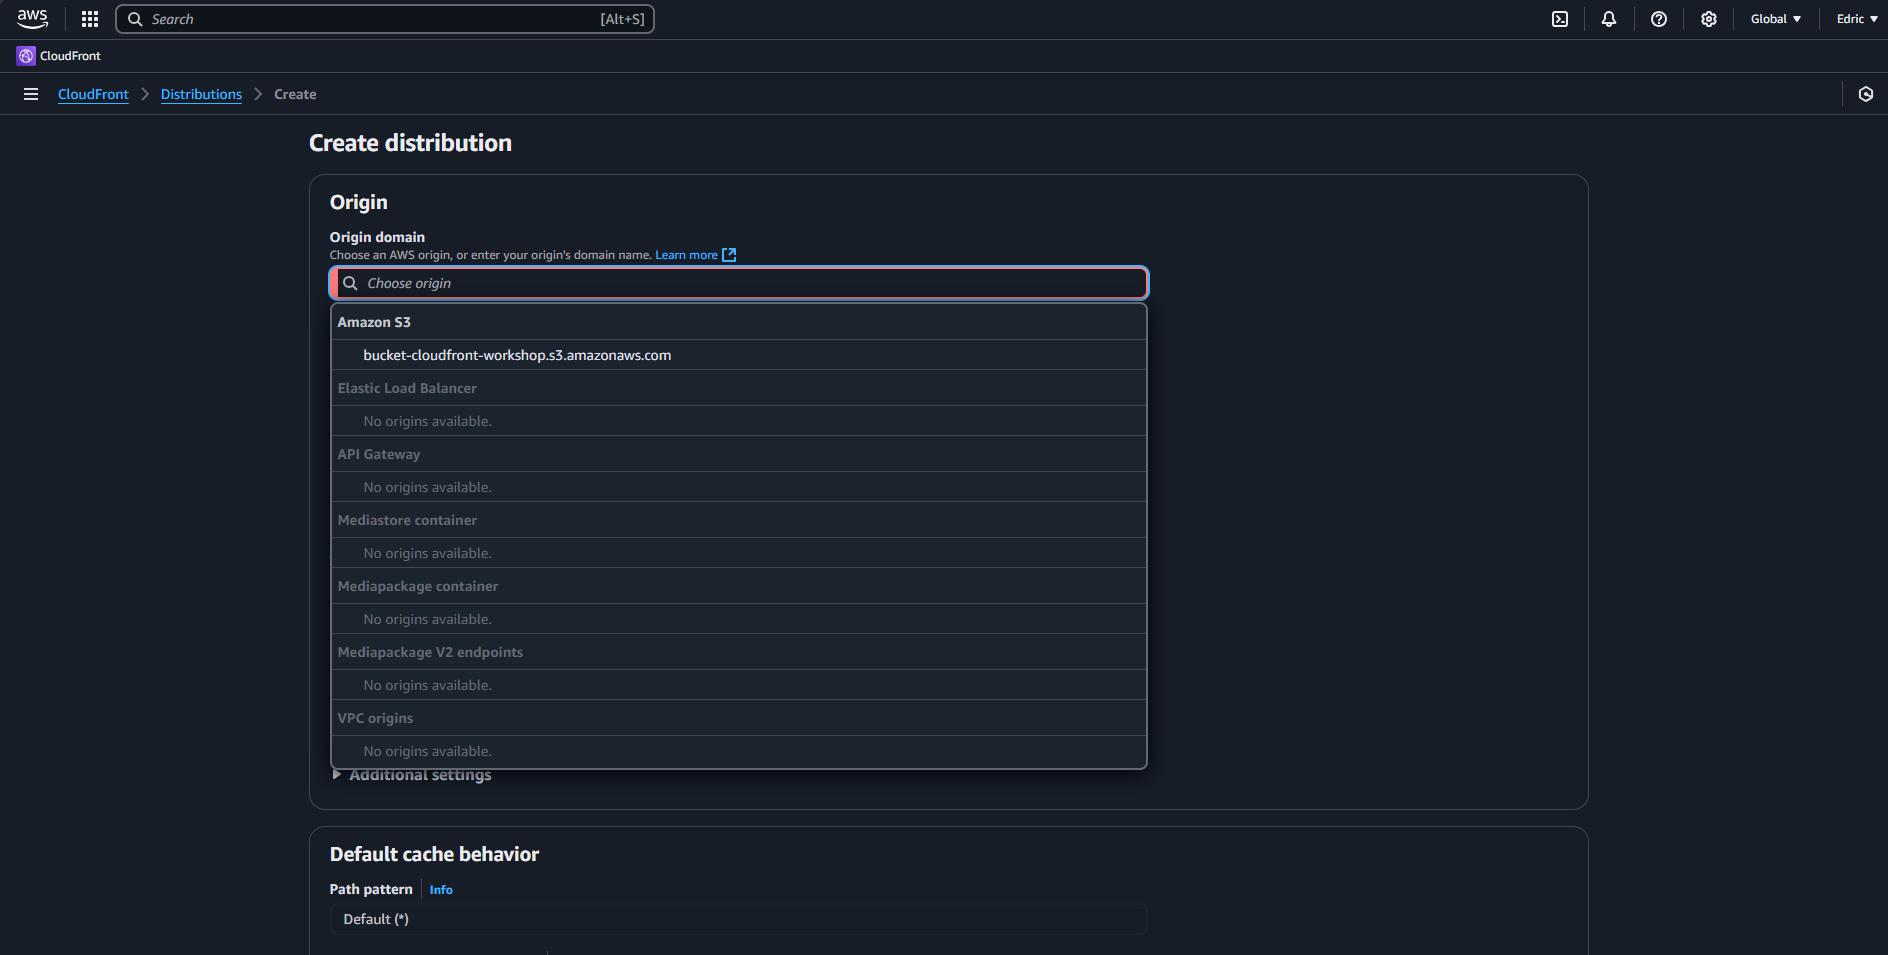 aws
Search [Alt+S]
Global Edric
CloudFront
CloudFront Distributions Create
Create distribution
Origin
Origin domain
Choose an AWS origin, or enter your origin's domain name. Learn more
Choose origin
Amazon S3
bucket-cloudfront-workshop.s3.amazonaws.com
Elastic Load Balancer
No origins available.
API Gateway
No origins available.
Mediastore container
No origins available.
Mediapackage container
No origins available.
Mediapackage V2 endpoints
No origins available.
VPC origins
No origins available.
Additional settings
Default cache behavior
Path pattern Info
Default (*)